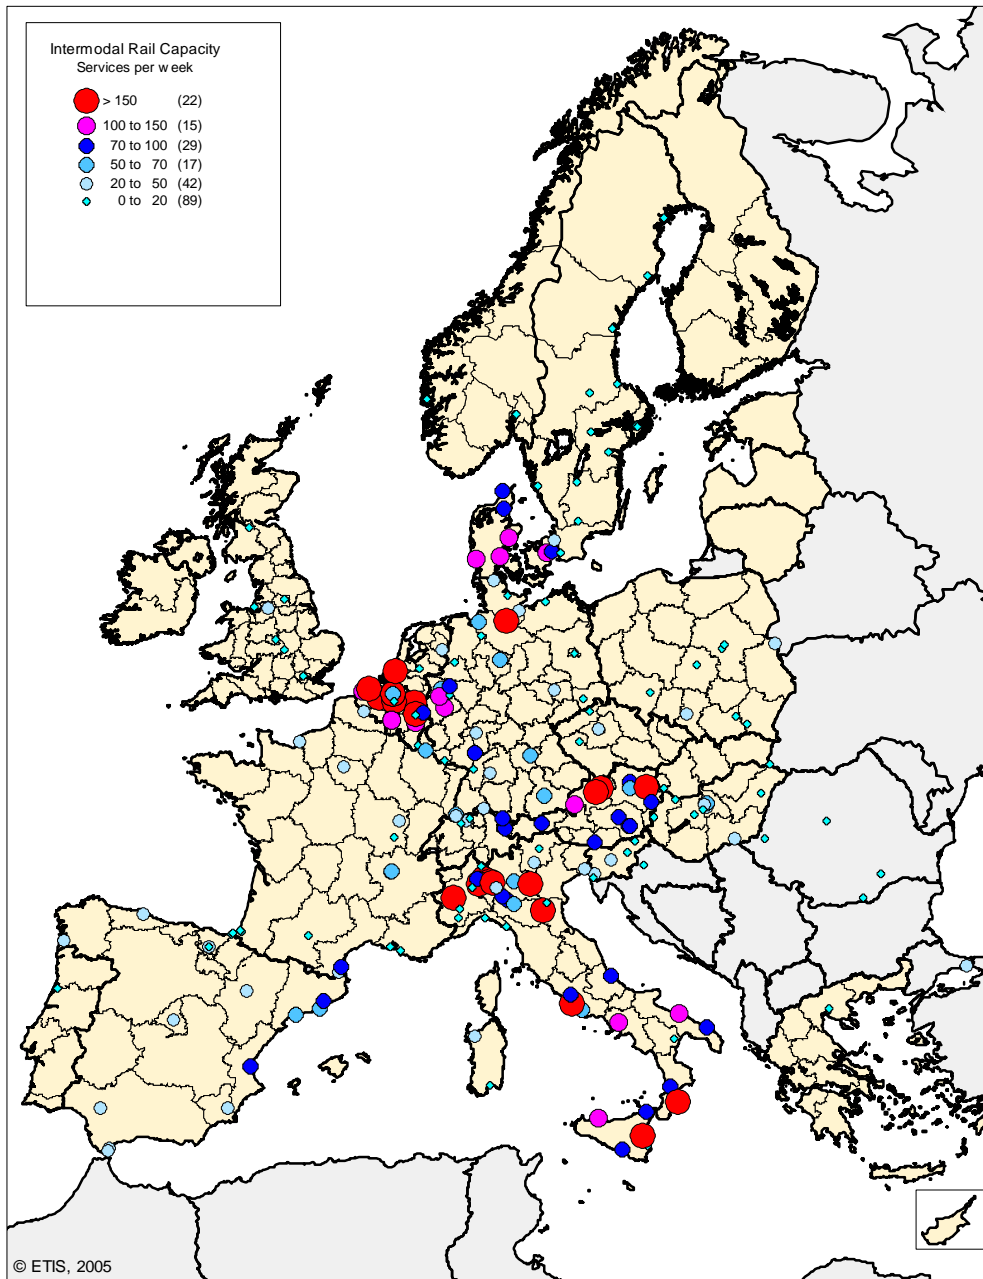 Intermodal Rail Capacity
Services per week
> 150 (22)
100 to 150 (15)
70 to 100 (29)
50 to 70 (17)
20 to 50 (42)
0 to 20 (89)
© ETIS, 2005